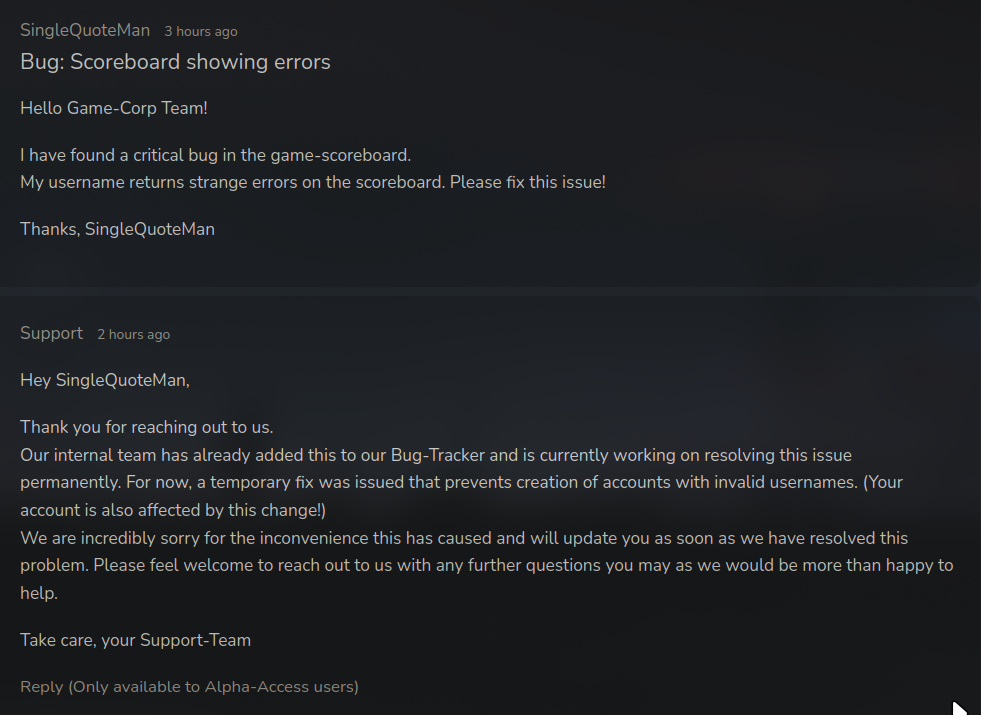 SingleQuoteMan 3 hours ago
Bug: Scoreboard showing errors
Hello Game-Corp Team!
I have found a critical bug in the game-scoreboard.
My username returns strange errors on the scoreboard. Please fix this issue!
Thanks, SingleQuoteMan
Support 2 hours ago
Hey SingleQuoteMan,
Thank you for reaching out to us.
Our internal team has already added this to our Bug-Tracker and is currently working on resolving this issue
permanently. For now, a temporary fix was issued that prevents creation of accounts with invalid usernames. (Your
account is also affected by this change!)
We are incredibly sorry for the inconvenience this has caused and will update you as soon as we have resolved this
problem. Please feel welcome to reach out to us with any further questions you may as we would be more than happy to
help.
Take care, your Support-Team
Reply (Only available to Alpha-Access users)